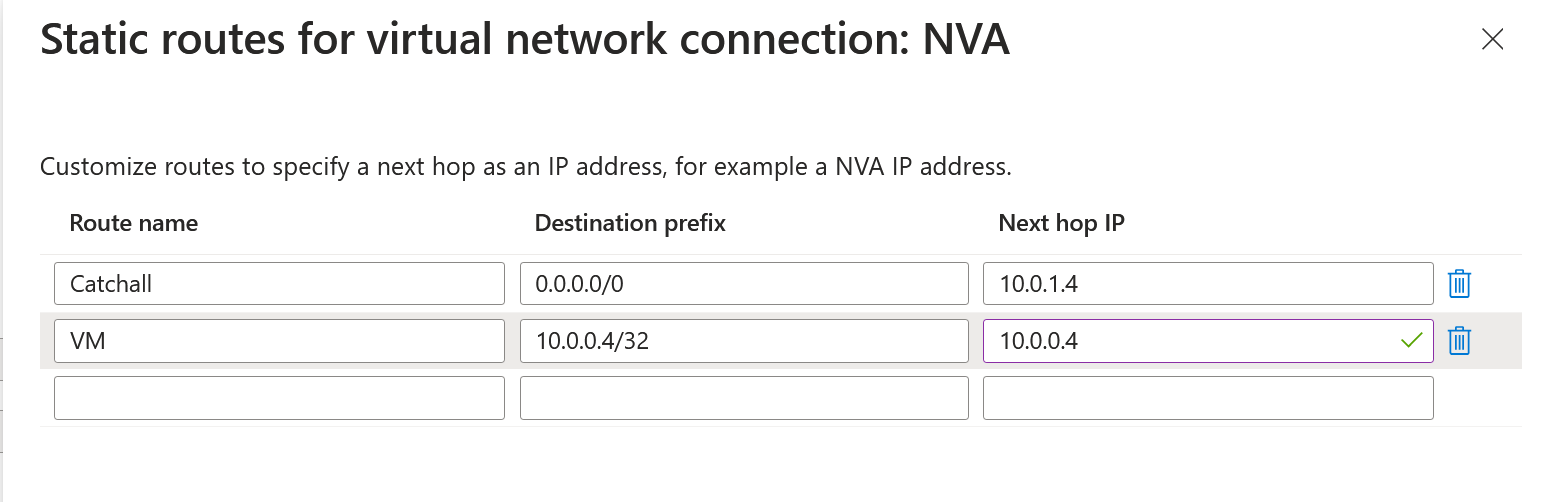 Static routes for virtual network connection: NVA
Customize routes to specify a next hop as an IP address, for example a NVA IP address.
Route name Destination prefix Next hop IP
Catchall 0.0.0.0/0 10.0.1.4
VM 10.0.0.4/32 10.0.0.4